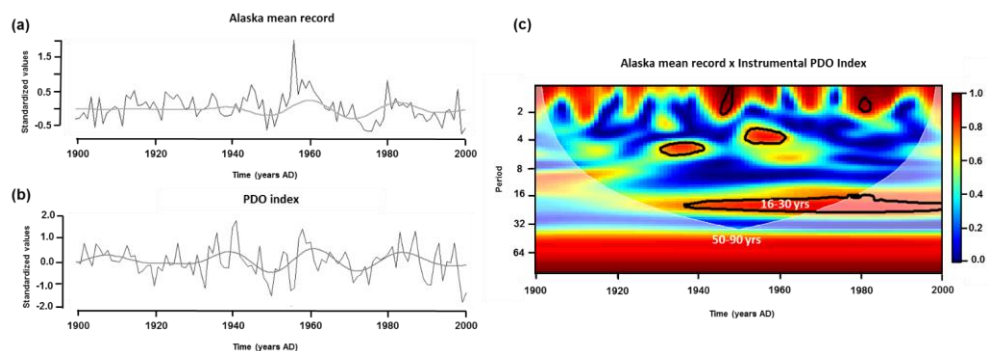 (a)
Alaska mean record
Standardized values
1.5
0.5
-0.5
1900
1920
1940
1960
1980
2000
Time (years AD)
(b)
PDO index
Standardized values
2.0
1.0
0.0
-1.0
-2.0
1900
1920
1940
1960
1980
2000
Time (years AD)
(c)
Alaska mean record x Instrumental PDO Index
Period
2
4
8
16
32
64
16-30 yrs
50-90 yrs
1900
1920
1940
1960
1980
2000
Time (years AD)
1.0
0.8
0.6
0.4
0.2
0.0